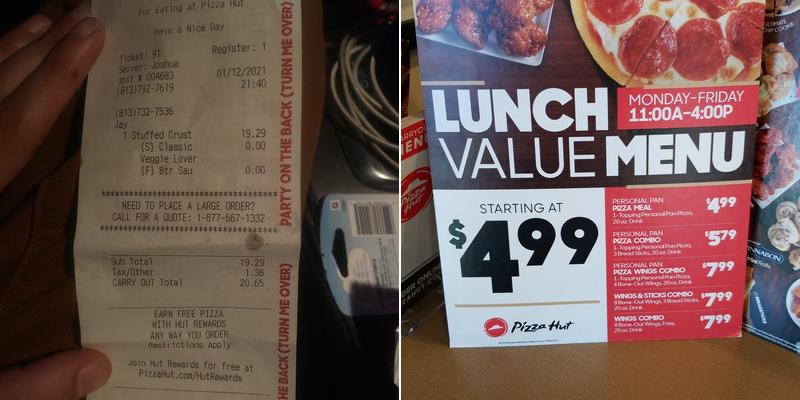 For Eating at Pizza Hut
Have a Nice Day
Ticket: 91 Register: 1
Server: Joshua
Unit # 004683 01/12/2021
(813)792-7619 21:40
(813)732-7536
Jay
1 Stuffed Crust 19.29
{S} Classic 0.00
Veggie Lover
{F} Btr Sau 0.00
NEED TO PLACE A LARGE ORDER?
CALL FOR A QUOTE: 1-877-667-1332
Sub Total 19.29
Tax/Other 1.36
CARRY OUT Total 20.65
EARN FREE PIZZA
WITH HUT REWARDS
ANY WAY YOU ORDER
Restrictions Apply
Join Hut Rewards for free at
PizzaHut.com/HutRewards
PARTY ON THE BACK (TURN ME OVER)
HE BACK (TURN ME OVER)
LUNCH
MONDAY-FRIDAY
11:00A-4:00P
VALUE MENU
STARTING AT
$4.99
Pizza Hut
PERSONAL PAN
PIZZA MEAL $4.99
1-Topping Personal Pan Pizza,
20 oz. Drink
PERSONAL PAN
PIZZA COMBO $5.79
1-Topping Personal Pan Pizza,
3 Bread Sticks, 20 oz. Drink
PERSONAL PAN
PIZZA WINGS COMBO $7.99
1-Topping Personal Pan Pizza,
4 Bone-Out Wings, 20 oz. Drink
WINGS & STICKS COMBO $7.99
8 Bone-Out Wings, 3 Bread Sticks,
20 oz. Drink
WINGS COMBO $7.99
8 Bone-Out Wings, Fries,
20 oz. Drink
Pizza Hut
ULTIMATE
CHIP COOKIE
CINNABON
Mini Rolls